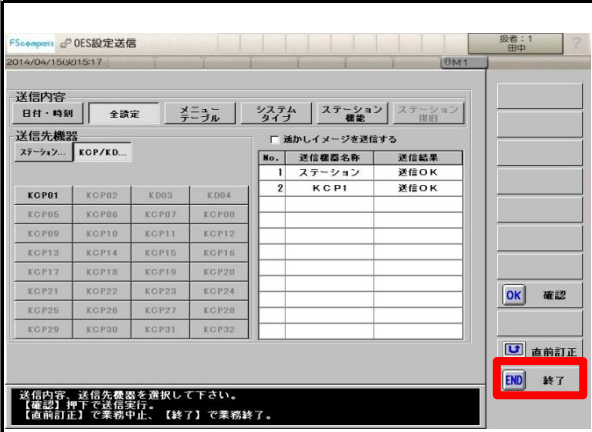 FScompass OES設定送信
扱者：1
田中
?
2014/04/15(火)15:17
OM1
送信内容
日付・時刻
全設定
メニュー
テーブル
システム
タイプ
ステーション
機能
ステーション
復旧
送信先機器
ステーション... KCP/KD...
透かしイメージを送信する
No. 送信機器名称 送信結果
1 ステーション 送信OK
2 KCP1 送信OK
KCP01 KCP02 KD03 KD04
KCP05 KCP06 KCP07 KCP08
KCP09 KCP10 KCP11 KCP12
KCP13 KCP14 KCP15 KCP16
KCP17 KCP18 KCP19 KCP20
KCP21 KCP22 KCP23 KCP24
KCP25 KCP26 KCP27 KCP28
KCP29 KCP30 KCP31 KCP32
OK 確認
直前訂正
END 終了
送信内容、送信先機器を選択して下さい。
【確認】押下で送信実行。
【直前訂正】で業務中止、【終了】で業務終了。